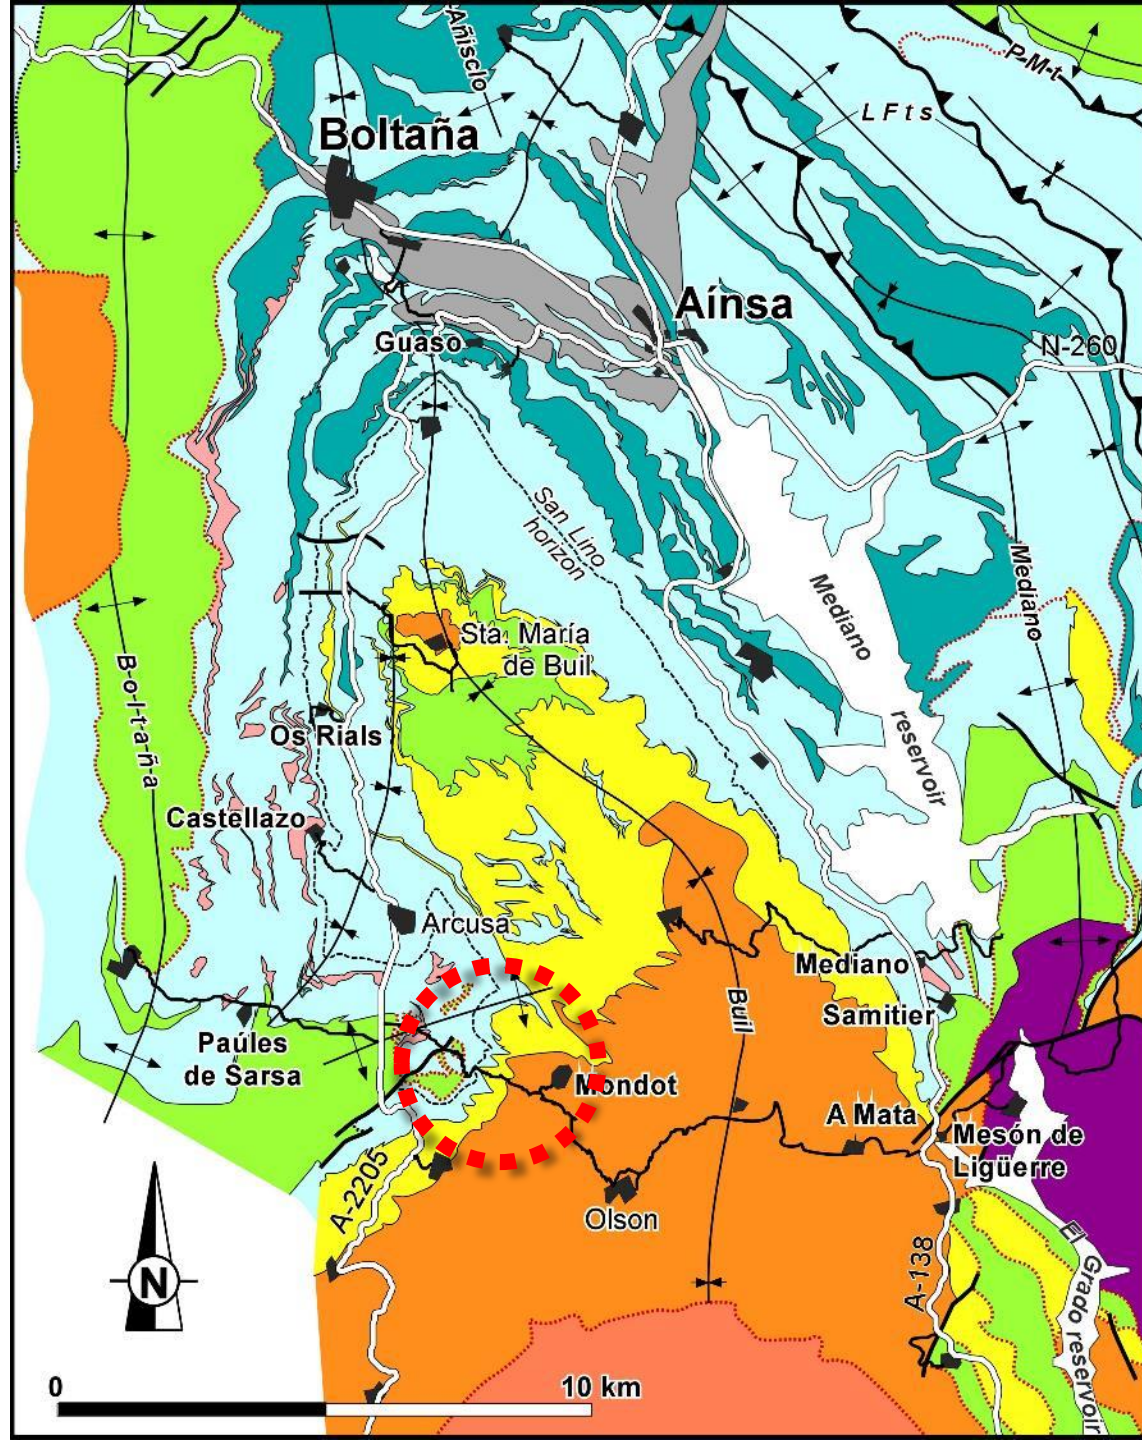 Añisclo
P-M-t
L F t s
Boltaña
Aínsa
N-260
Guaso
San Lino
horizon
Mediano
reservoir
Mediano
Sta. María
de Buil
B-o-l-t-a-ñ-a
Os Rials
Castellazo
Arcusa
Mediano
Buil
Samitier
Paúles
de Sarsa
Mondot
A Mata
Mesón de
Ligüerre
A-2205
Olson
A-138
El Grado reservoir
N
0
10 km